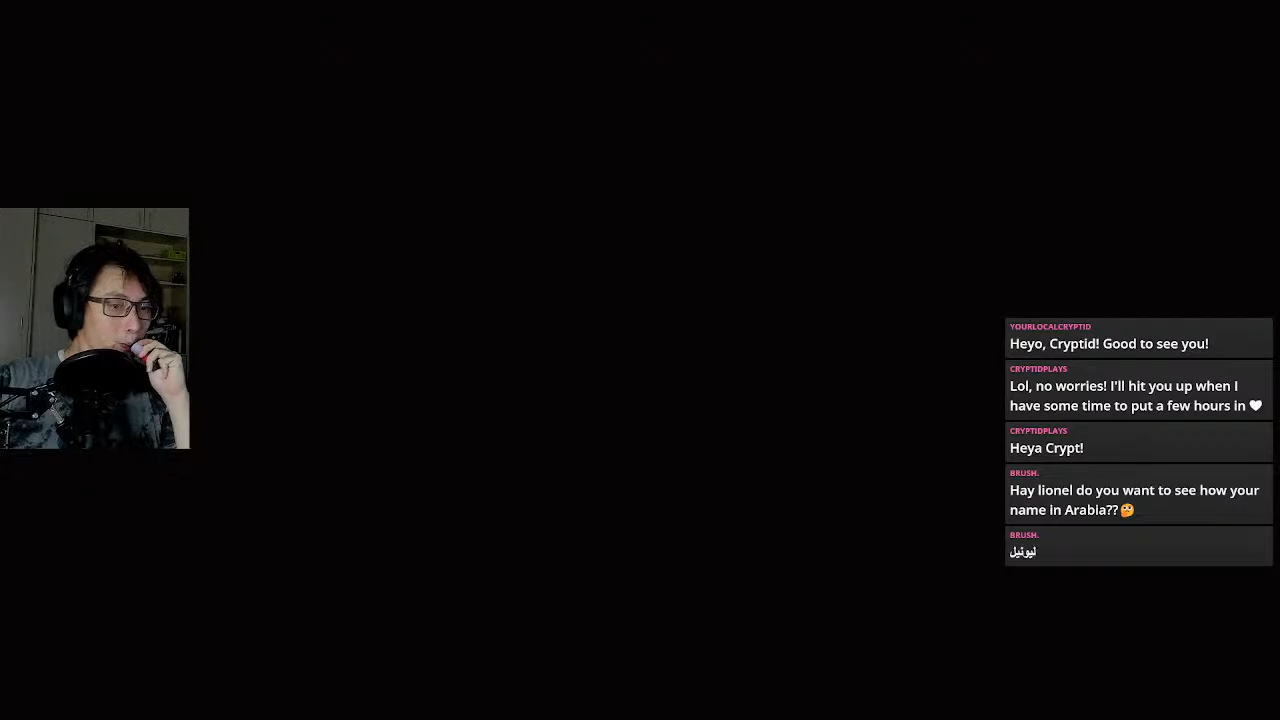 YOURLOCALCRYPTID
Heyo, Cryptid! Good to see you!
CRYPTIDPLAYS
Lol, no worries! I'll hit you up when I
have some time to put a few hours in 🤍
CRYPTIDPLAYS
Heya Crypt!
BRUSH.
Hay lionel do you want to see how your
name in Arabia??🤔
BRUSH.
ليونيل